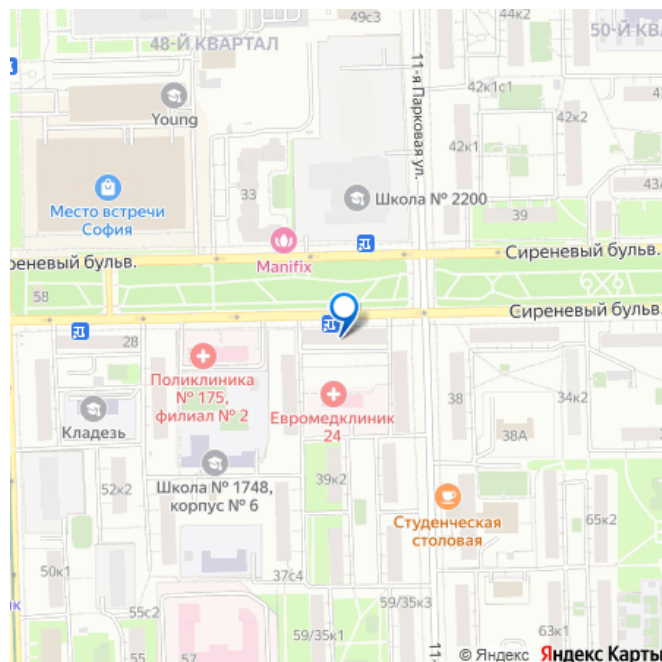 49с3
44к2
48-Й КВАРТАЛ
50-Й КВА
11-я Парковая ул.
42к1с1
Young
42к2
42к1
43А
33
Школа № 2200
Место встречи
София
39
Manifix
Сиреневый бульв.
реневый бульв.
58
Сиреневый бульв.
28
Поликлиника
№ 175,
филиал № 2
Евромедклиник
24
38
34к2
Кладезь
38А
Школа № 1748,
корпус № 6
39к2
52к2
Студенческая
столовая
65к2
50к1
37с4
59/35к3
55с2
59/35к1
63к1
55
57
11-
© Яндекс Яндекс Карты